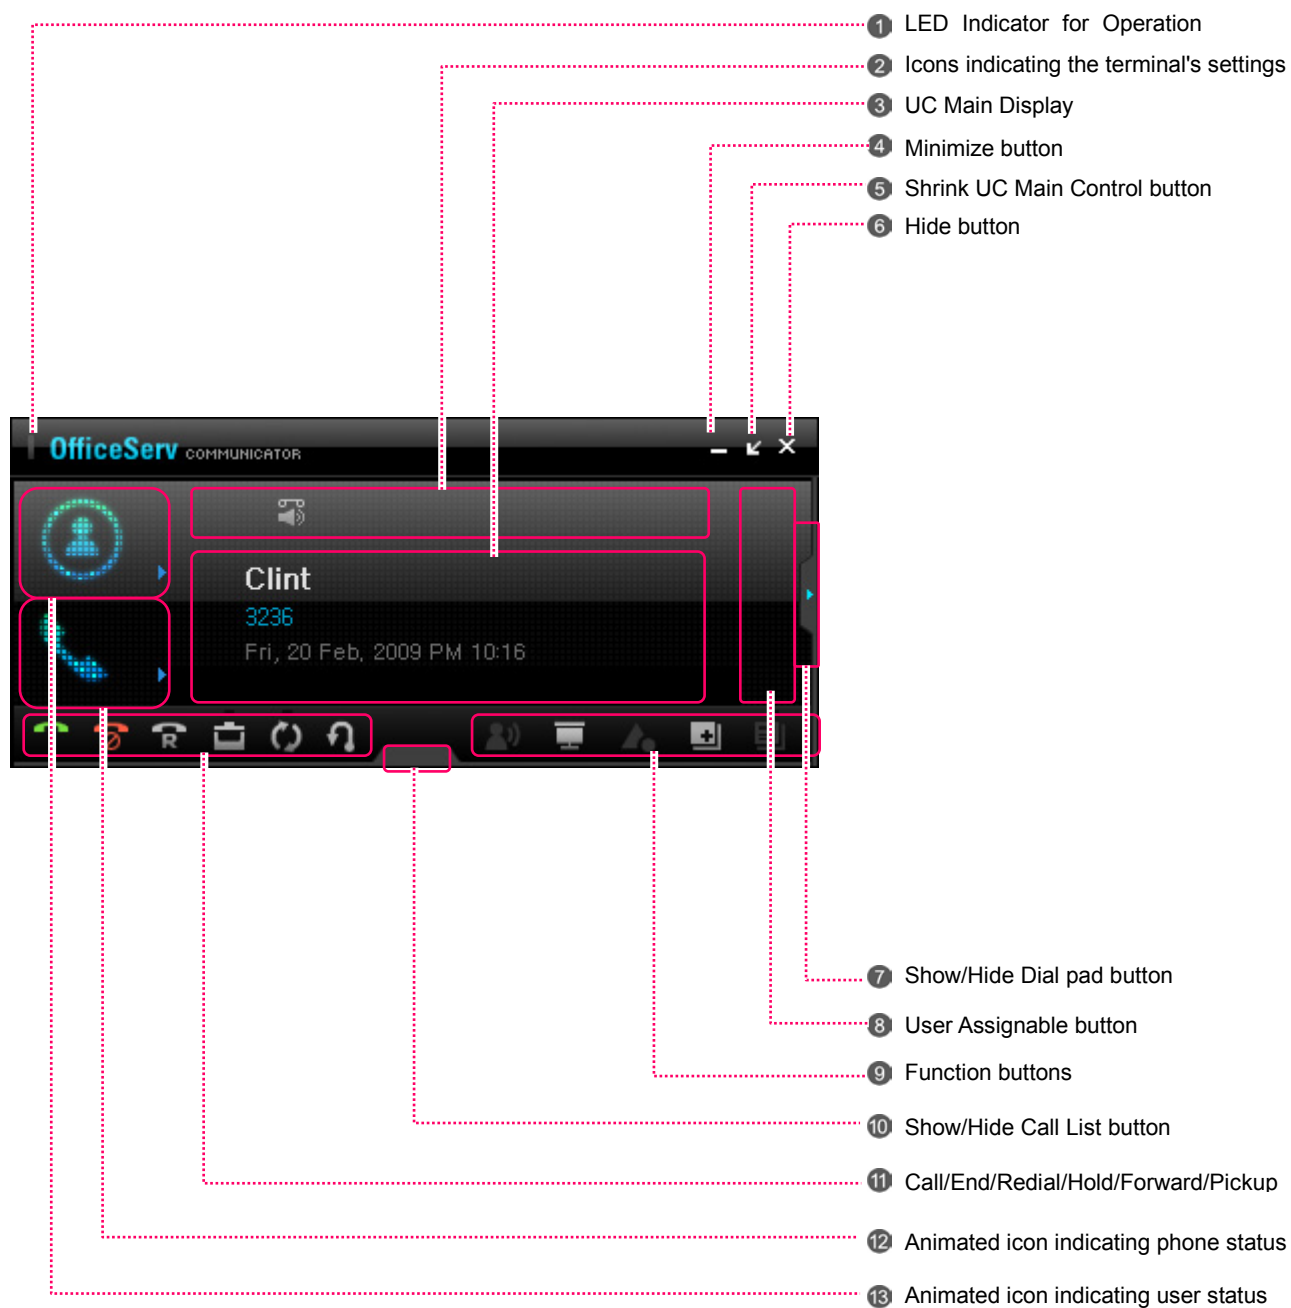 1 LED Indicator for Operation
2 Icons indicating the terminal's settings
3 UC Main Display
4 Minimize button
5 Shrink UC Main Control button
6 Hide button
OfficeServ COMMUNICATOR
Clint
3236
Fri, 20 Feb, 2009 PM 10:16
R
7 Show/Hide Dial pad button
8 User Assignable button
9 Function buttons
10 Show/Hide Call List button
11 Call/End/Redial/Hold/Forward/Pickup
12 Animated icon indicating phone status
13 Animated icon indicating user status